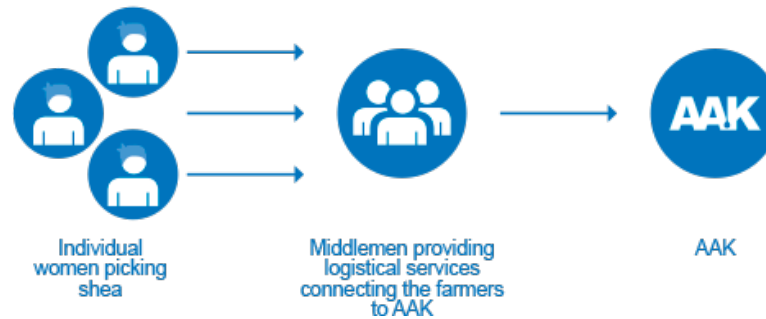 AAK
Individual
women picking
shea
Middlemen providing
logistical services
connecting the farmers
to AAK
AAK